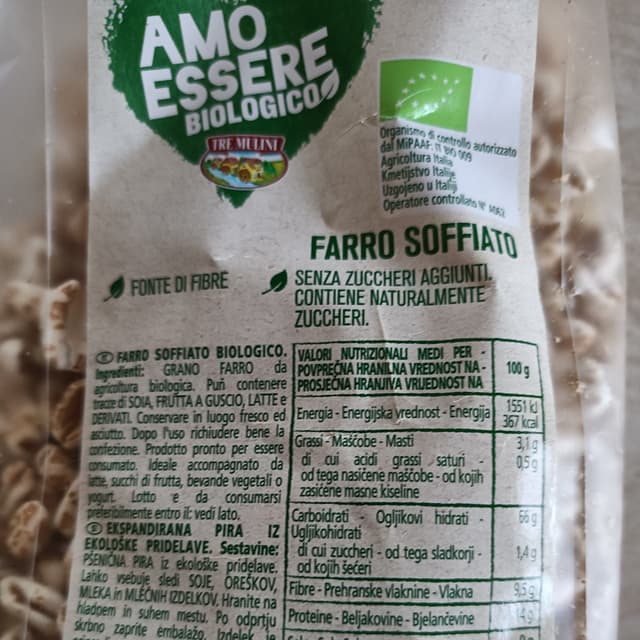 AMO
ESSERE
BIOLOGICO
TRE MULINI
Organismo di controllo autorizzato
dal MiPAAF: IT BIO 009
Agricoltura Italia
Kmetijstvo Italije
Uzgojeno u Italiji
Operatore controllato N°
FARRO SOFFIATO
FONTE DI FIBRE
SENZA ZUCCHERI AGGIUNTI.
CONTIENE NATURALMENTE
ZUCCHERI.
FARRO SOFFIATO BIOLOGICO.
Ingredienti: GRANO FARRO da
agricoltura biologica. Può contenere
tracce di SOIA, FRUTTA A GUSCIO, LATTE e
DERIVATI. Conservare in luogo fresco ed
asciutto. Dopo l'uso richiudere bene la
confezione. Prodotto pronto per essere
consumato. Ideale accompagnato da
latte, succhi di frutta, bevande vegetali o
yogurt. Lotto e da consumarsi
preferibilmente entro il: vedi lato.
EKSPANDIRANA PIRA IZ
EKOLOŠKE PRIDELAVE. Sestavine:
PŠENIČNA PIRA iz ekološke pridelave.
Lahko vsebuje sledi SOJE, OREŠKOV,
MLEKA in MLEČNIH IZDELKOV. Hranite na
hladnem in suhem mestu. Po odprtju
skrbno zaprite embalažo. Izdelek je
VALORI NUTRIZIONALI MEDI PER -
POVPREČNA HRANILNA VREDNOST NA -
PROSJEČNA HRANJIVA VRIJEDNOST NA
100 g
Energia - Energijska vrednost - Energija
1551 kJ
367 kcal
Grassi - Maščobe - Masti
3,1 g
di cui acidi grassi saturi -
od tega nasičene maščobe - od kojih
zasićene masne kiseline
0,5 g
Carboidrati - Ogljikovi hidrati -
Ugljikohidrati
66 g
di cui zuccheri - od tega sladkorji -
od kojih šećeri
1,4 g
Fibre - Prehranske vlaknine - Vlakna
9,5 g
Proteine - Beljakovine - Bjelančevine
14 g